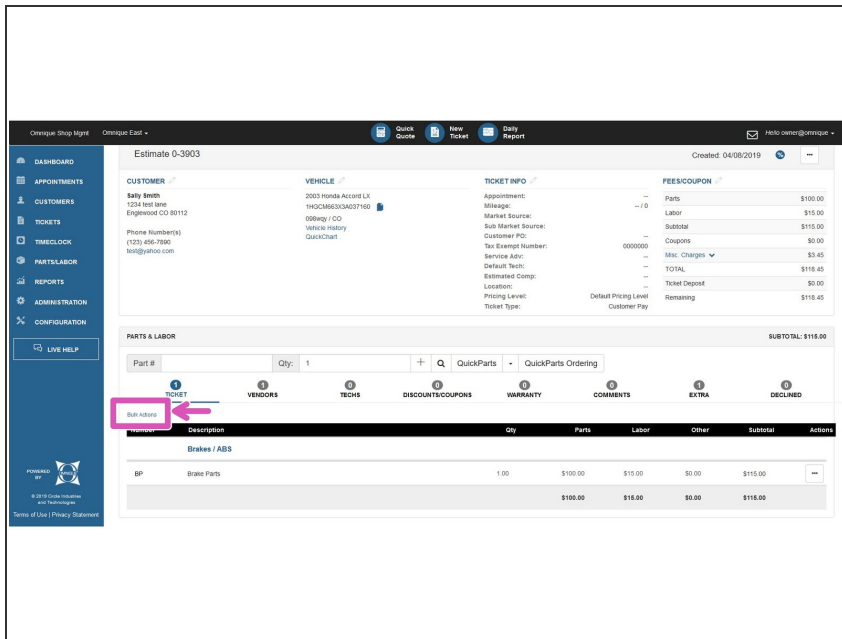 Omnique Shop Mgmt Omnique East
Quick Quote
New Ticket
Daily Report
Hello owner@omnique
DASHBOARD
APPOINTMENTS
CUSTOMERS
TICKETS
TIMECLOCK
PARTS/LABOR
REPORTS
ADMINISTRATION
CONFIGURATION
LIVE HELP
POWERED BY
OMNIQUE
© 2019 Circle Industries
and Technologies
Terms of Use | Privacy Statement
Estimate 0-3903
Created: 04/08/2019 % ...
CUSTOMER
Sally Smith
1234 test lane
Englewood CO 80112
Phone Number(s)
(123) 456-7890
test@yahoo.com
VEHICLE
2003 Honda Accord LX
1HGCM663X3A037160
098wqy / CO
Vehicle History
QuickChart
TICKET INFO
Appointment: --
Mileage: -- / 0
Market Source:
Sub Market Source:
Customer PO: --
Tax Exempt Number: 0000000
Service Adv: --
Default Tech: --
Estimated Comp: --
Location: --
Pricing Level: Default Pricing Level
Ticket Type: Customer Pay
FEES/COUPON
Parts $100.00
Labor $15.00
Subtotal $115.00
Coupons $0.00
Misc. Charges $3.45
TOTAL $118.45
Ticket Deposit $0.00
Remaining $118.45
PARTS & LABOR SUBTOTAL: $115.00
Part # Qty: 1 + QuickParts QuickParts Ordering
1 1 0 0 0 0 1 0
TICKET VENDORS TECHS DISCOUNTS/COUPONS WARRANTY COMMENTS EXTRA DECLINED
Bulk Actions
Number Description Qty Parts Labor Other Subtotal Actions
Brakes / ABS
BP Brake Parts 1.00 $100.00 $15.00 $0.00 $115.00 ...
$100.00 $15.00 $0.00 $115.00